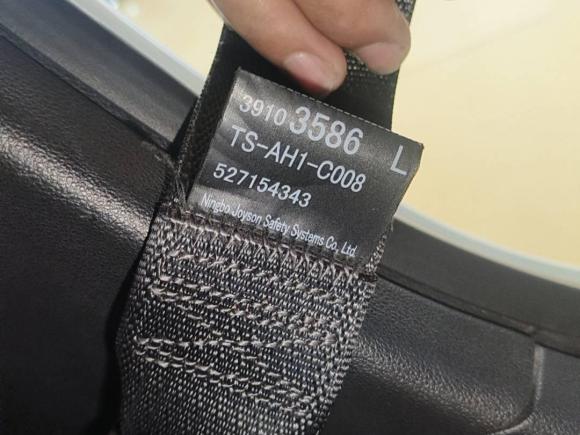 3910 3586 L
TS-AH1-C008
527154343
Ningbo Joyson Safety Systems Co., Ltd.